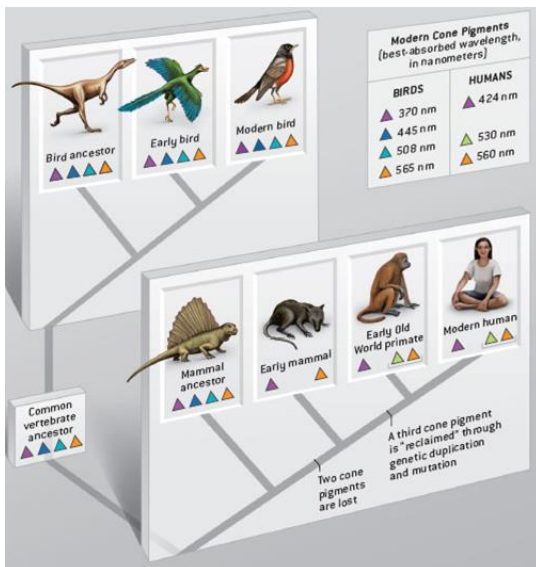 Modern Cone Pigments
(best-absorbed wavelength,
in nanometers)
BIRDS
370 nm
445 nm
508 nm
565 nm
HUMANS
424 nm
530 nm
560 nm
Bird ancestor
Early bird
Modern bird
Mammal
ancestor
Early mammal
Early Old
World primate
Modern human
Common
vertebrate
ancestor
Two cone
pigments
are lost
A third cone pigment
is "reclaimed" through
genetic duplication
and mutation